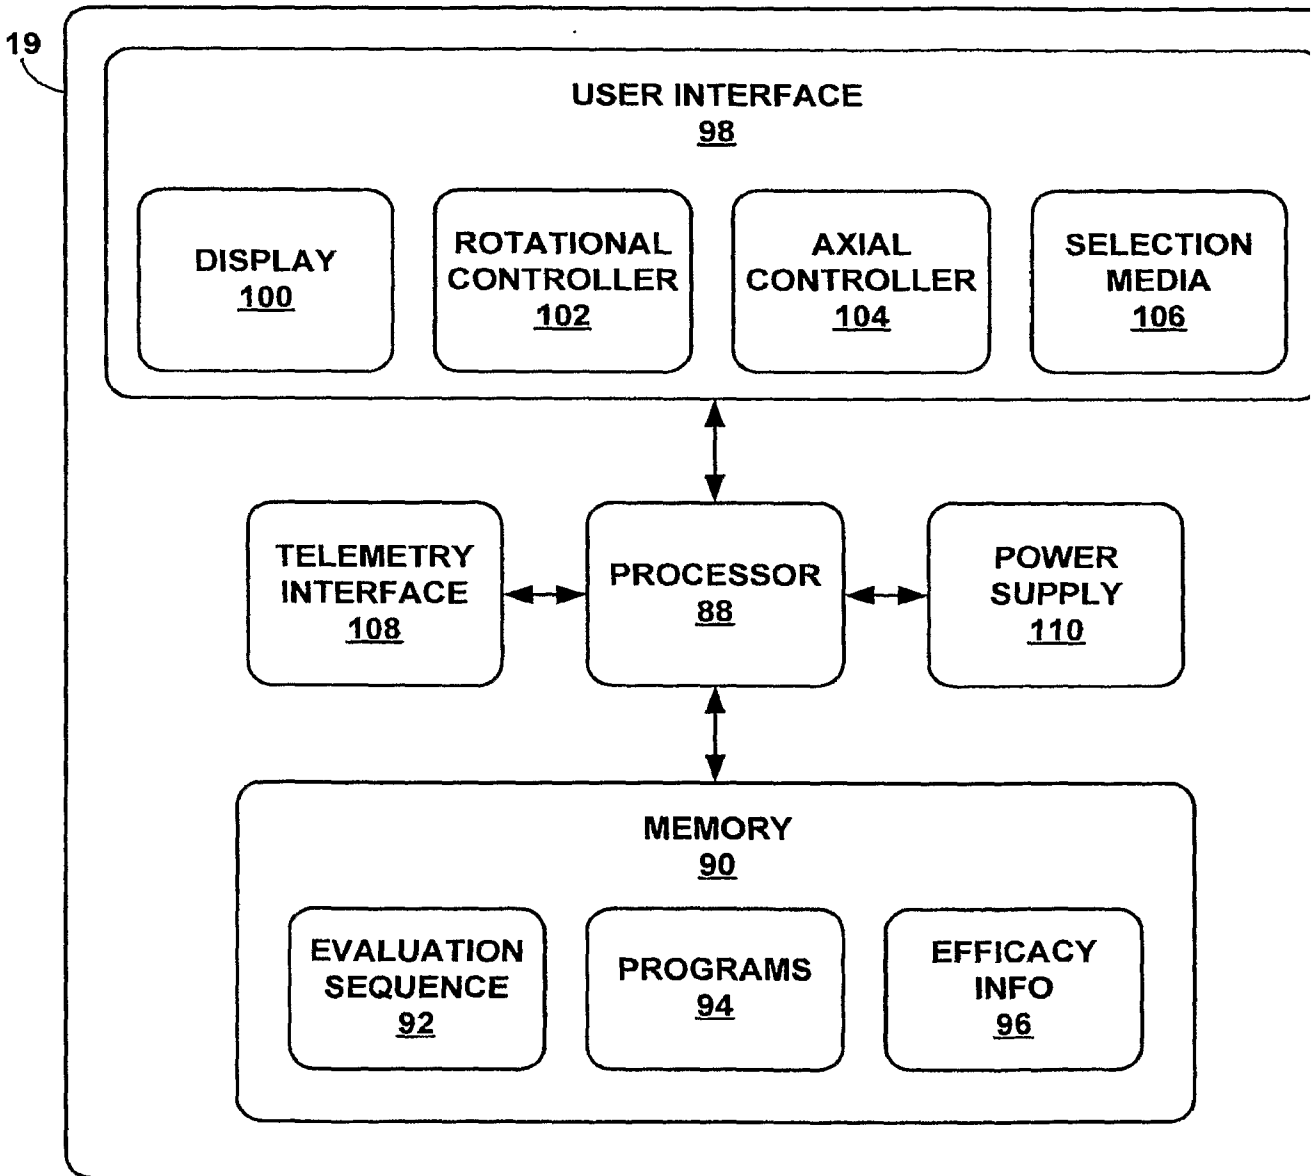 19
USER INTERFACE
98
DISPLAY
100
ROTATIONAL
CONTROLLER
102
AXIAL
CONTROLLER
104
SELECTION
MEDIA
106
TELEMETRY
INTERFACE
108
PROCESSOR
88
POWER
SUPPLY
110
MEMORY
90
EVALUATION
SEQUENCE
92
PROGRAMS
94
EFFICACY
INFO
96